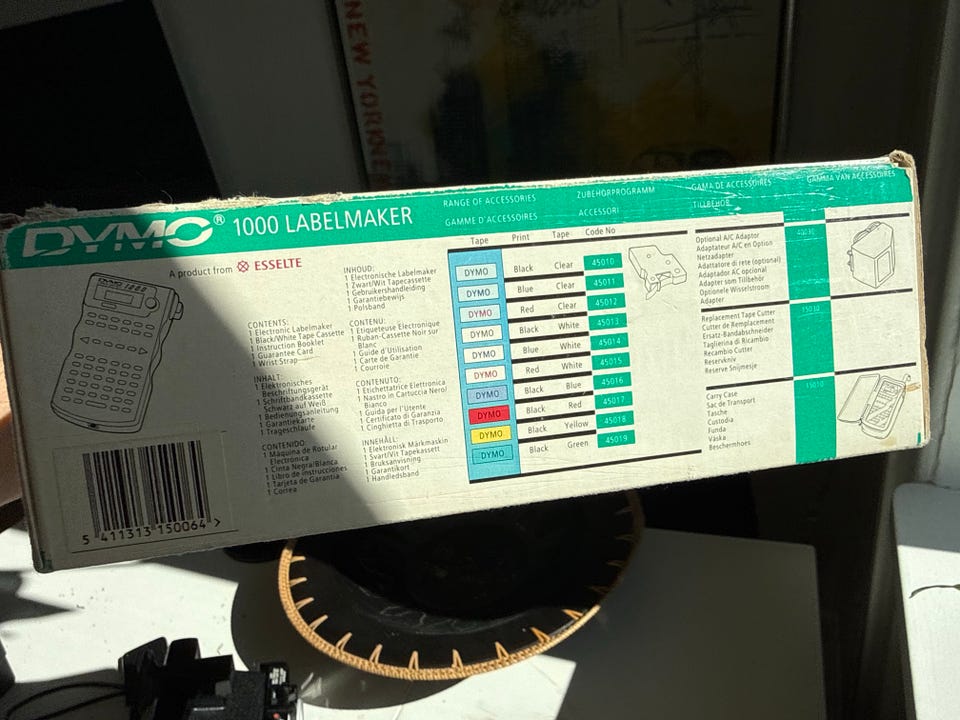 NEW YORKNE
DYMO® 1000 LABELMAKER
RANGE OF ACCESSORIES
ZUBEHÖRPROGRAMM
GAMA DE ACCESORIES
GAMMA VAN ACCESSOIRES
GAMME D'ACCESSOIRES
ACCESSORI
TILLBEHÖR
A product from ESSELTE
DYMO 1000
CONTENTS:
1 Electronic Labelmaker
1 Black/White Tape Cassette
1 Instruction Booklet
1 Guarantee Card
1 Wrist Strap
INHALT:
1 Elektronisches
Beschriftungsgerät
1 Schriftbandkassette
Schwarz auf Weiß
1 Bedienungsanleitung
1 Garantiekarte
1 Trageschlaufe
CONTENIDO:
1 Máquina de Rotular
Electronica
1 Cinta Negra/Blanca
1 Libro de instrucciones
1 Tarjeta de Garantia
1 Correa
INHOUD:
1 Electronische Labelmaker
1 Zwart/Wit Tapecassette
1 Gebruikershandleiding
1 Garantiebewijs
1 Polsband
CONTENU:
1 Etiqueteuse Electronique
1 Ruban-Cassette Noir sur
Blanc
1 Guide d'Utilisation
1 Carte de Garantie
1 Courroie
CONTENUTO:
1 Etichettatrice Elettronica
1 Nastro in Cartuccia Nero/
Bianco
1 Guida per l'Utente
1 Certificato di Garanzia
1 Cinghietta di Trasporto
INNEHÅLL:
1 Elektronisk Märkmaskin
1 Svart/Vit Tapekassett
1 Bruksanvisning
1 Garantikort
1 Handledsband
Tape Print Tape Code No
DYMO Black Clear 45010
DYMO Blue Clear 45011
DYMO Red Clear 45012
DYMO Black White 45013
DYMO Blue White 45014
DYMO Red White 45015
DYMO Black Blue 45016
DYMO Black Red 45017
DYMO Black Yellow 45018
DYMO Black Green 45019
Optional A/C Adaptor
Adaptateur A/C en Option
Netzadapter
Adattatore di rete (optional)
Adaptador AC opcional
Adapter som Tillbehör
Optionele Wisselstroom
Adapter
Replacement Tape Cutter
Cutter de Remplacement
Ersatz-Bandabschneider
Taglierina di Ricambio
Recambio Cutter
Reservkniv
Reserve Snijmesje
Carry Case
Sac de Transport
Tasche
Custodia
Funda
Väska
Beschermhoes
15010
5 411313 150064 >